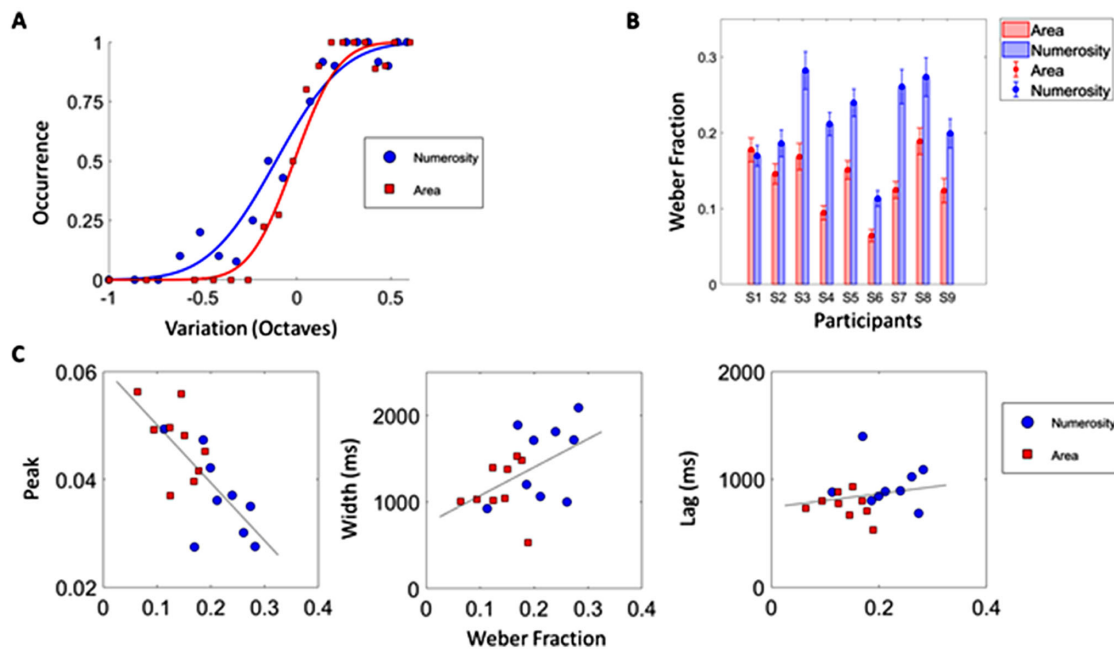 A
Occurrence
1
0.75
0.5
0.25
0
-1
-0.5
0
0.5
Variation (Octaves)
Numerosity
Area
B
Weber Fraction
0.3
0.2
0.1
0
S1 S2 S3 S4 S5 S6 S7 S8 S9
Participants
Area
Numerosity
Area
Numerosity
C
Peak
0.06
0.04
0.02
0 0.1 0.2 0.3 0.4
Width (ms)
2000
1000
0
0 0.1 0.2 0.3 0.4
Weber Fraction
Lag (ms)
2000
1000
0
0 0.2 0.4
Numerosity
Area